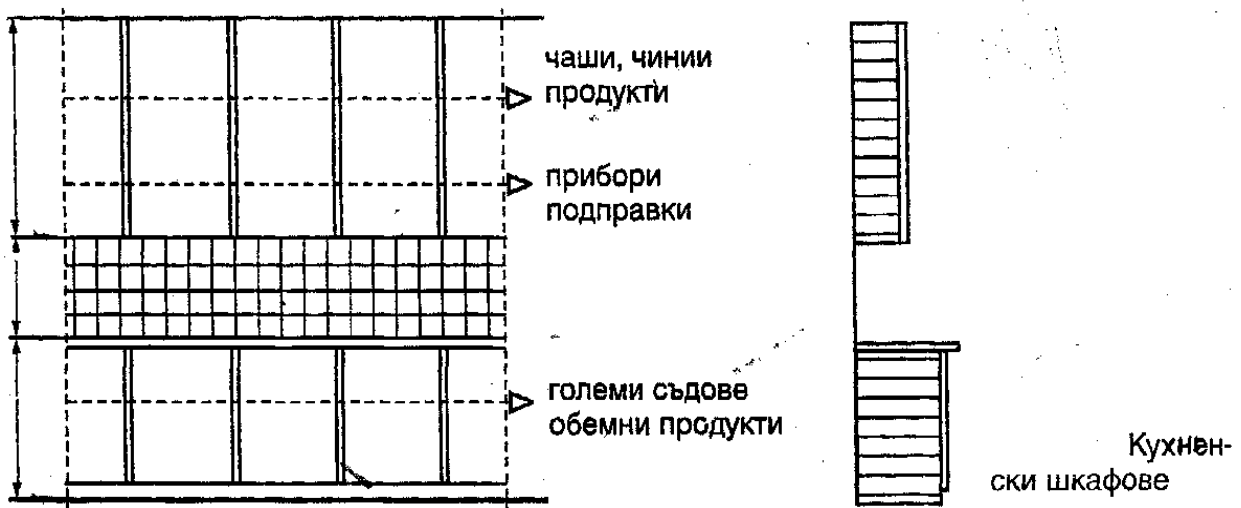 чаши, чинии
продукти
прибори
подправки
големи съдове
обемни продукти
Кухнен-
ски шкафове